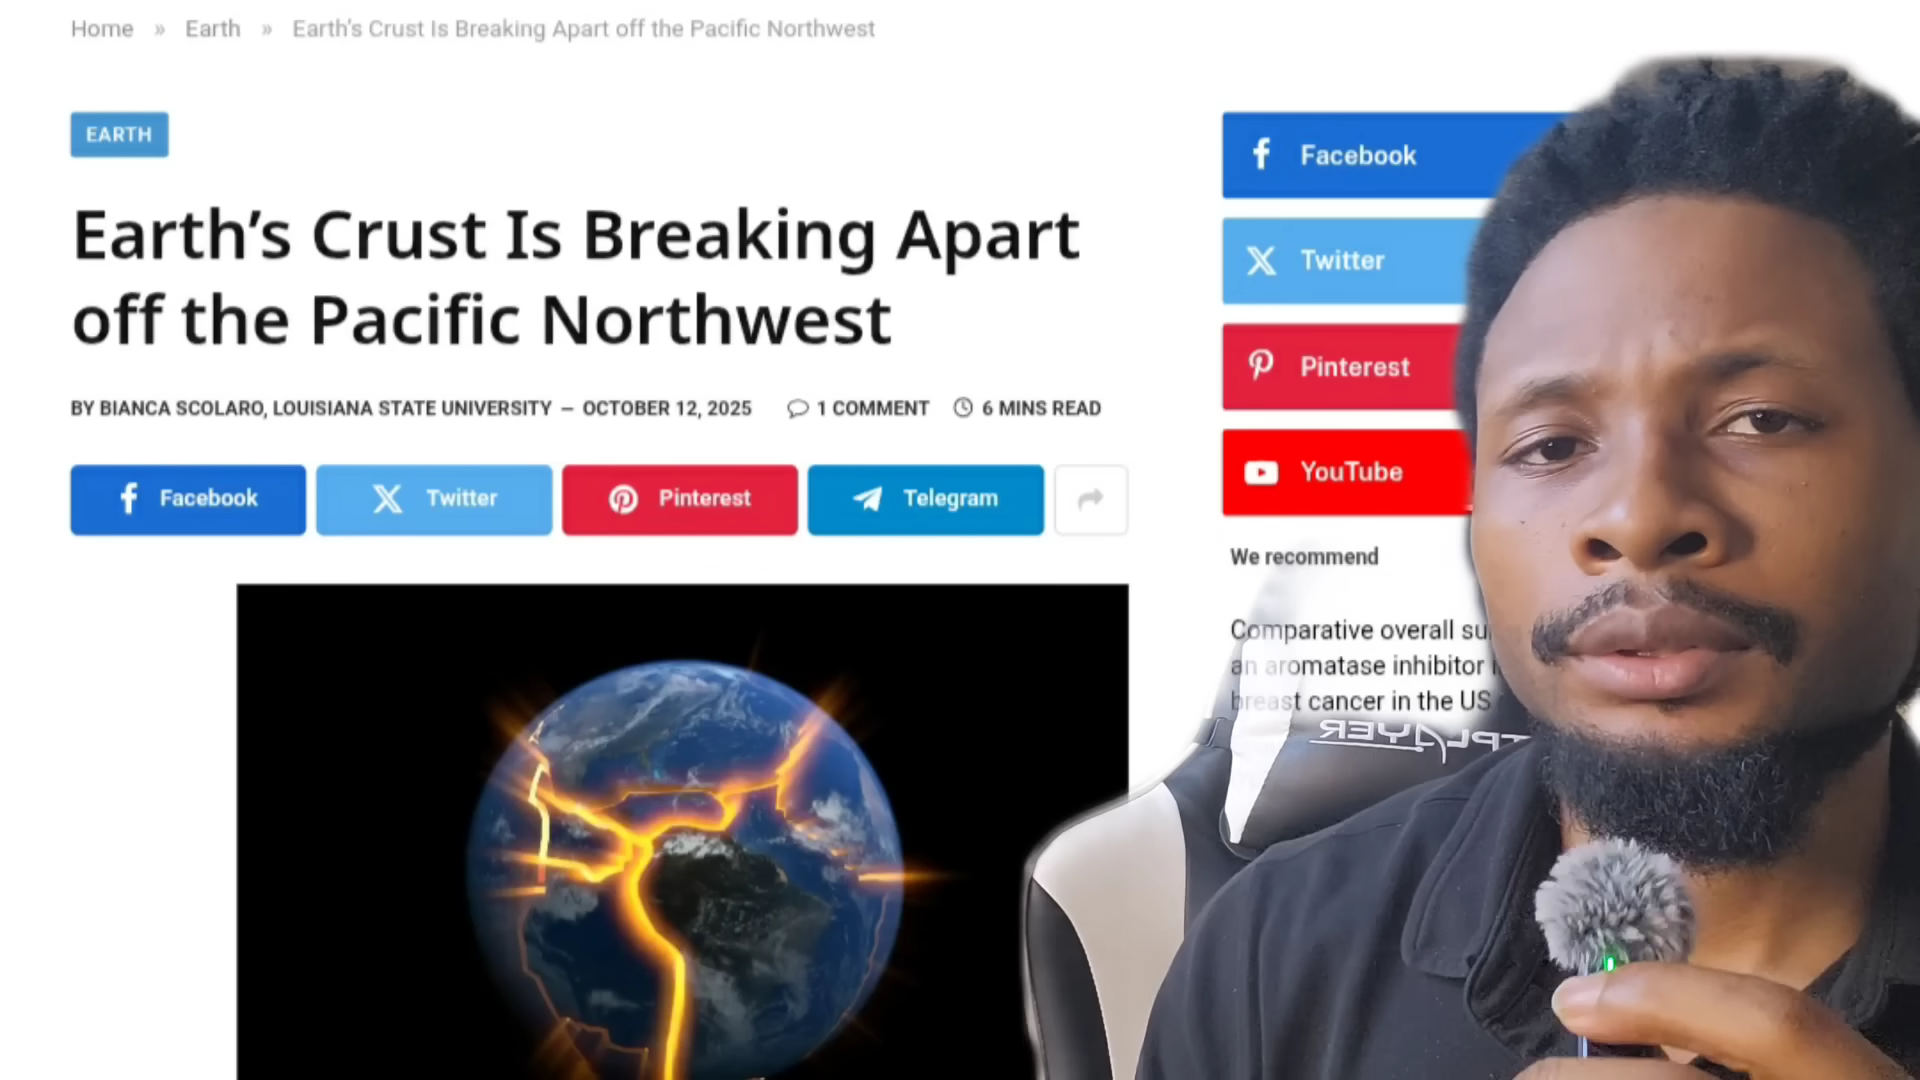 Home » Earth » Earth's Crust Is Breaking Apart off the Pacific Northwest
EARTH
Earth's Crust Is Breaking Apart
off the Pacific Northwest
BY BIANCA SCOLARO, LOUISIANA STATE UNIVERSITY — OCTOBER 12, 2025 1 COMMENT 6 MINS READ
Facebook Twitter Pinterest Telegram
Facebook
Twitter
Pinterest
YouTube
We recommend
Comparative overall
an aromatase inhibitor
breast cancer in the US